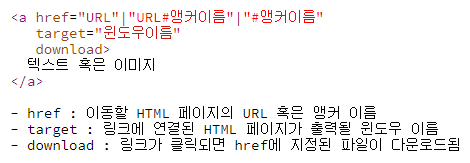 <a href="URL"|"URL#앵커이름"|"#앵커이름"
target="윈도우이름"
download>
텍스트 혹은 이미지
</a>
- href : 이동할 HTML 페이지의 URL 혹은 앵커 이름
- target : 링크에 연결된 HTML 페이지가 출력될 윈도우 이름
- download : 링크가 클릭되면 href에 지정된 파일이 다운로드됨